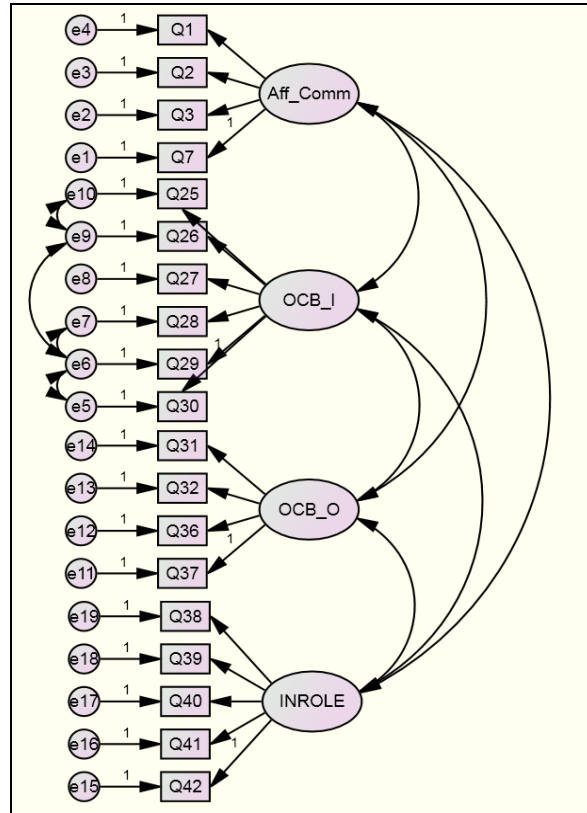 e4 1 Q1
e3 1 Q2
Aff_Comm
e2 1 Q3
1
e1 1 Q7
e10 1 Q25
e9 1 Q26
e8 1 Q27
OCB_I
e7 1 Q28
1
e6 1 Q29
e5 1 Q30
e14 1 Q31
e13 1 Q32
OCB_O
e12 1 Q36
1
e11 1 Q37
e19 1 Q38
e18 1 Q39
e17 1 Q40
INROLE
e16 1 Q41
1
e15 1 Q42